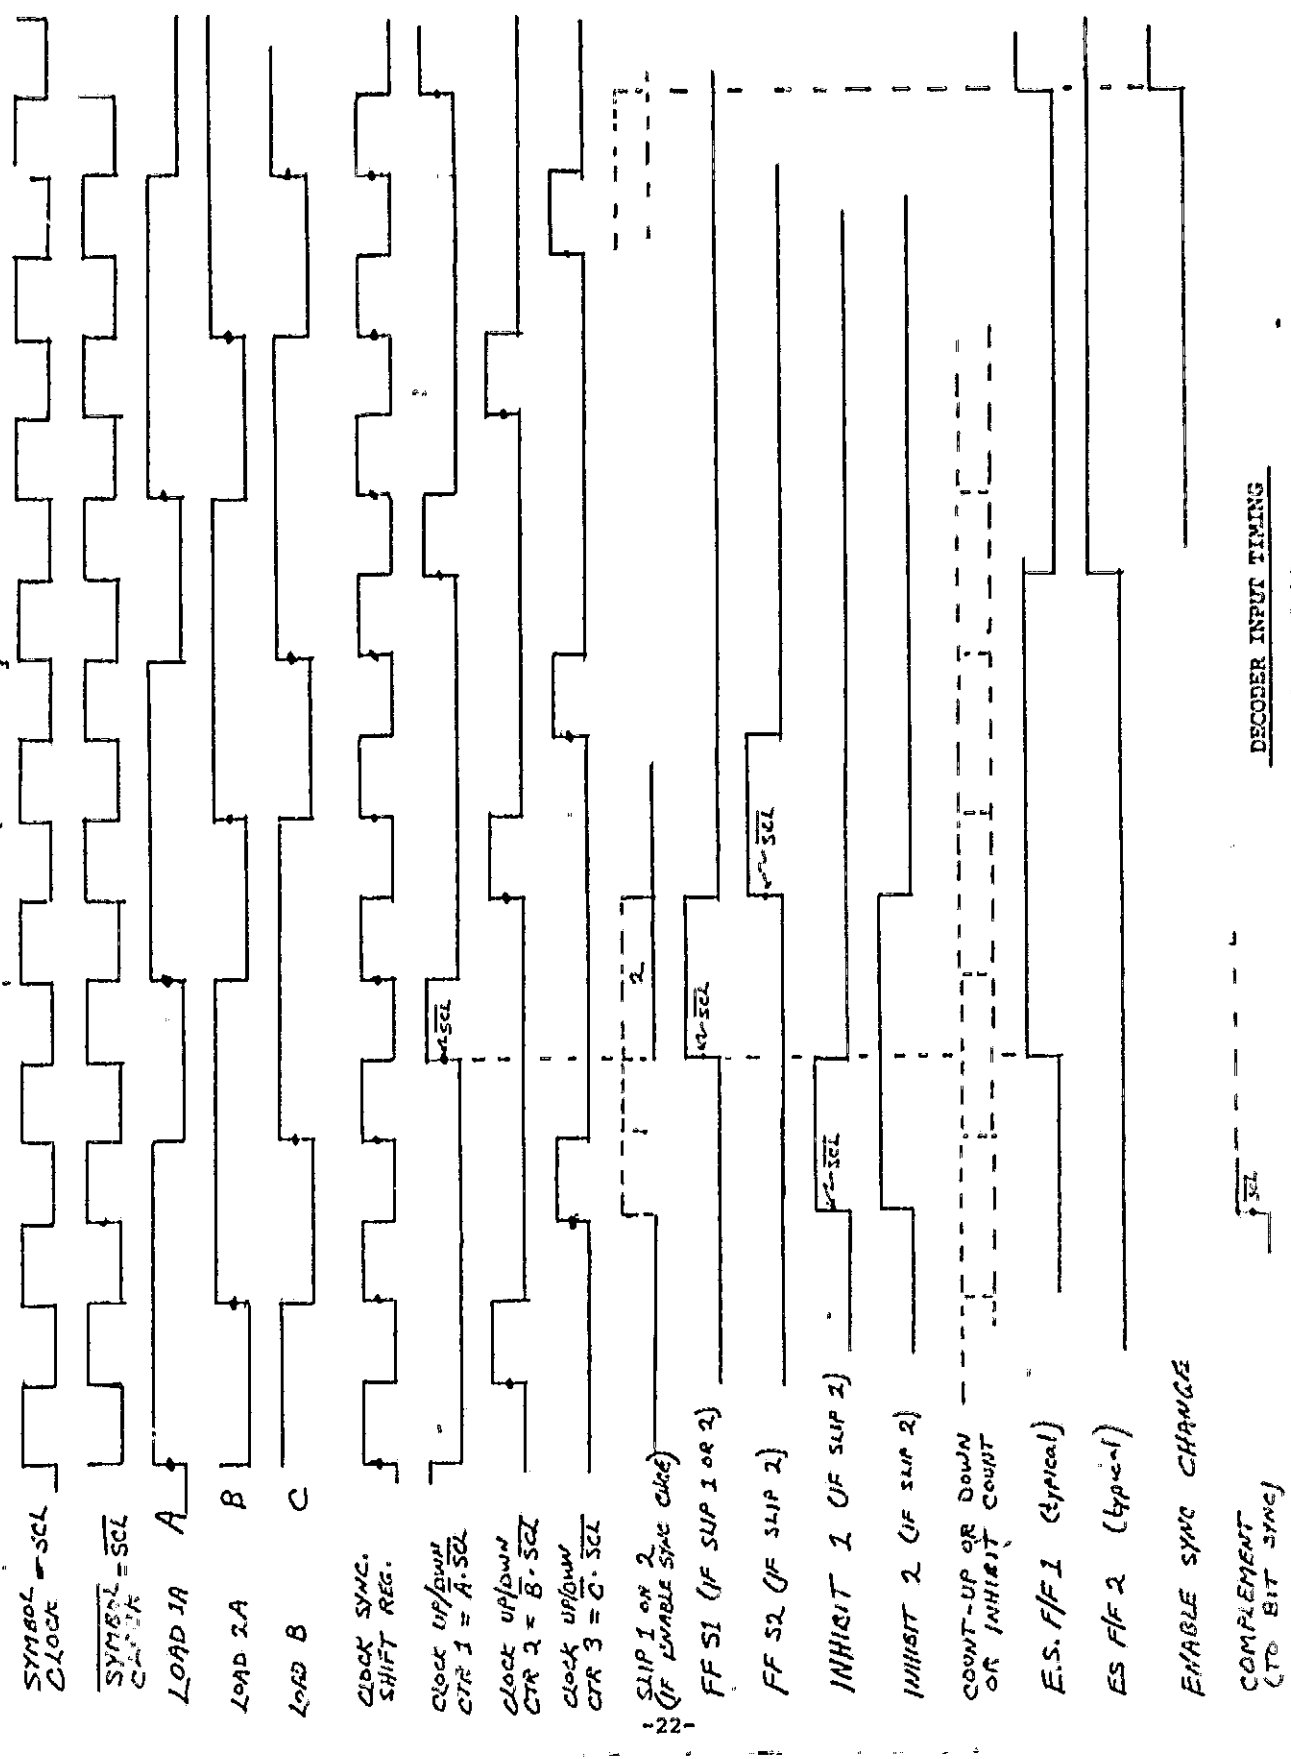 SYMBOL
CLOCK = SCL
SYMBOL
CLOCK = SCL
LOAD 1A A
LOAD 2A B
LOAD B C
CLOCK SYNC.
SHIFT REG.
CLOCK UP/DOWN
CTR 1 = A·SCL
CLOCK UP/DOWN
CTR 2 = B·SCL
CLOCK UP/DOWN
CTR 3 = C·SCL
SLIP 1 OR 2
(IF ENABLE SYNC CHGE)
FF S1 (IF SLIP 1 OR 2)
FF S2 (IF SLIP 2)
INHIBIT 1 (IF SLIP 1)
INHIBIT 2 (IF SLIP 2)
COUNT-UP OR DOWN
OR INHIBIT COUNT
E.S. F/F 1 (typical)
ES F/F 2 (typical)
ENABLE SYNC CHANGE
COMPLEMENT
(TO BIT SYNC)
SCL
1
2
SCL
SCL
SCL
SCL
DECODER INPUT TIMING
-22-